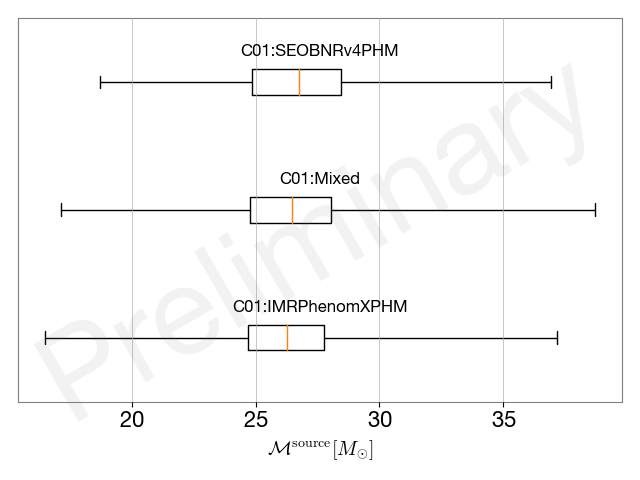 C01:SEOBNRv4PHM
C01:Mixed
C01:IMRPhenomXPHM
Preliminary
20 25 30 35
ℳ^source [M_⊙]